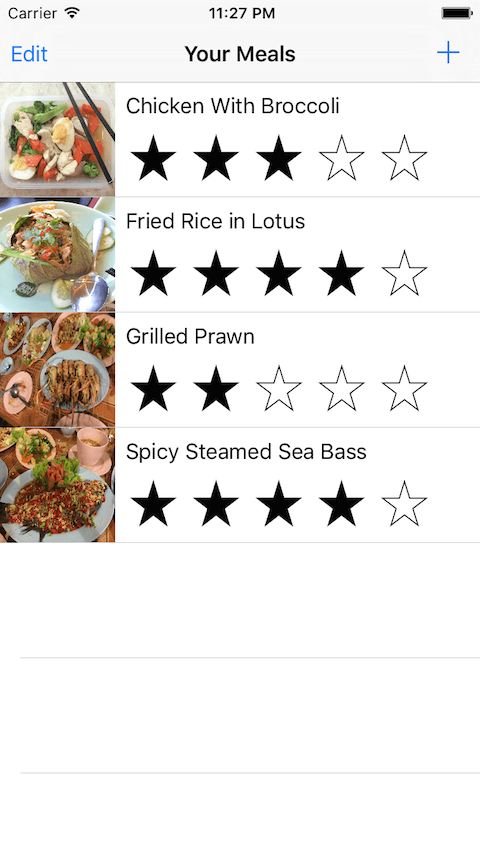 Carrier 11:27 PM
Edit Your Meals +
Chicken With Broccoli
Fried Rice in Lotus
Grilled Prawn
Spicy Steamed Sea Bass